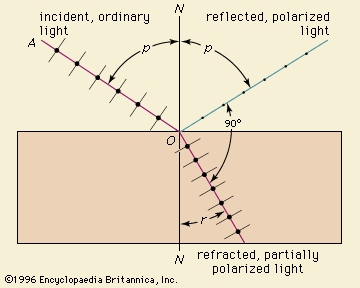 N
incident, ordinary
light
reflected, polarized
light
A
p
p
O
90°
r
N
refracted, partially
polarized light
©1996 Encyclopaedia Britannica, Inc.